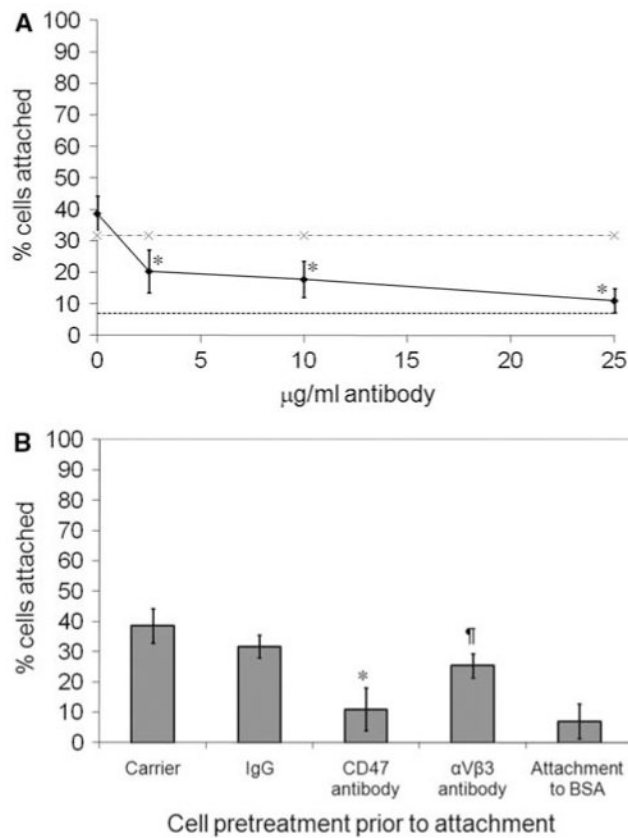 A
% cells attached
100
90
80
70
60
50
40
30
20
10
0
* * *
0 5 10 15 20 25
μg/ml antibody
B
% cells attached
100
90
80
70
60
50
40
30
20
10
0
* ¶
Carrier IgG CD47 antibody αVβ3 antibody Attachment to BSA
Cell pretreatment prior to attachment